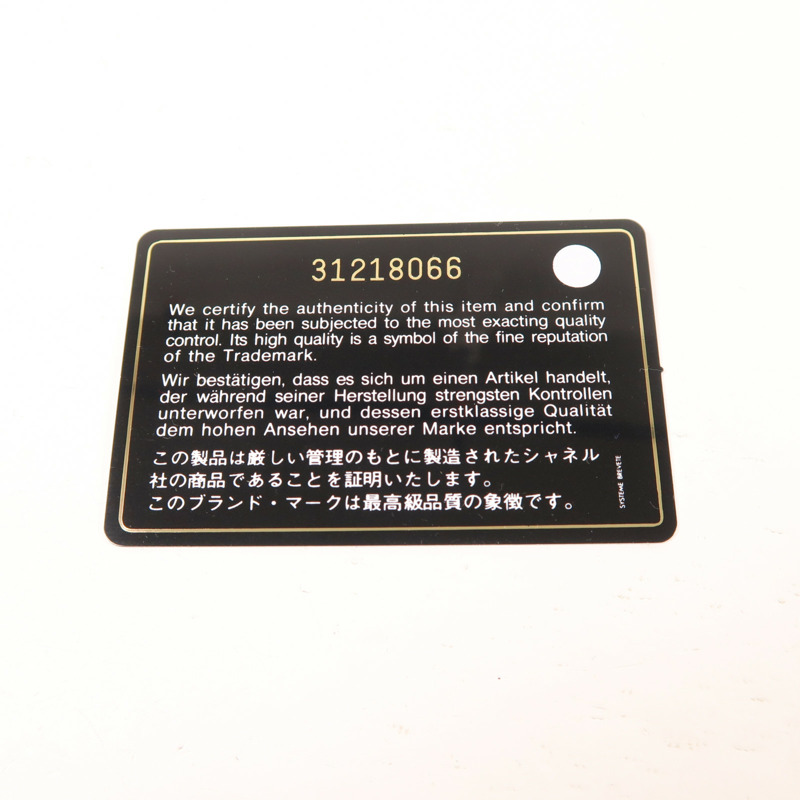 31218066
We certify the authenticity of this item and confirm
that it has been subjected to the most exacting quality
control. Its high quality is a symbol of the fine reputation
of the Trademark.
Wir bestätigen, dass es sich um einen Artikel handelt,
der während seiner Herstellung strengsten Kontrollen
unterworfen war, und dessen erstklassige Qualität
dem hohen Ansehen unserer Marke entspricht.
この製品は厳しい管理のもとに製造されたシャネル
社の商品であることを証明いたします。
このブランド・マークは最高級品質の象徴です。
SYSTEME BREVETE